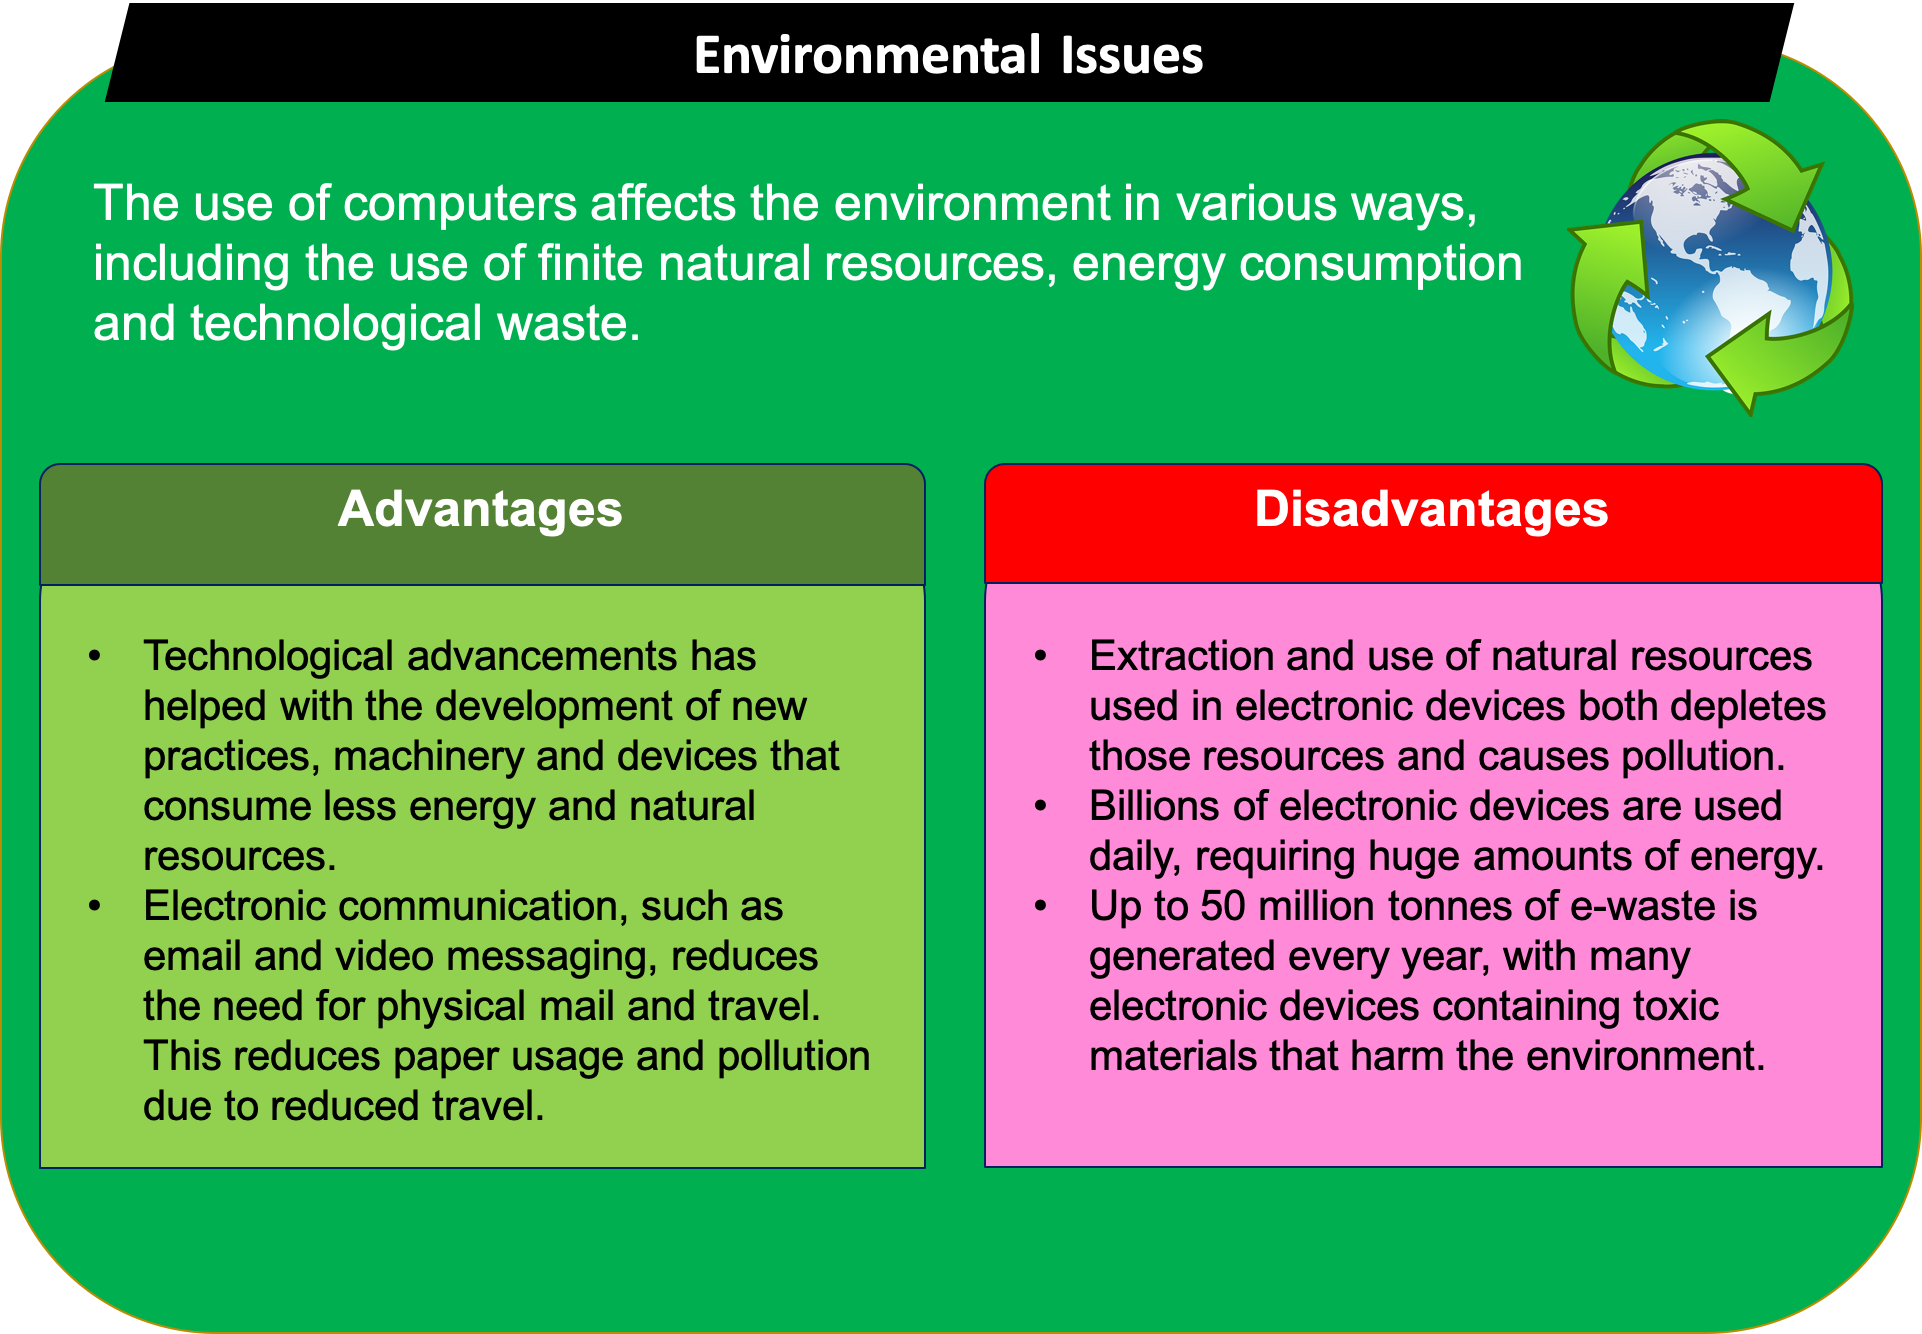 Environmental Issues
The use of computers affects the environment in various ways,
including the use of finite natural resources, energy consumption
and technological waste.
Advantages
• Technological advancements has
helped with the development of new
practices, machinery and devices that
consume less energy and natural
resources.
• Electronic communication, such as
email and video messaging, reduces
the need for physical mail and travel.
This reduces paper usage and pollution
due to reduced travel.
Disadvantages
• Extraction and use of natural resources
used in electronic devices both depletes
those resources and causes pollution.
• Billions of electronic devices are used
daily, requiring huge amounts of energy.
• Up to 50 million tonnes of e-waste is
generated every year, with many
electronic devices containing toxic
materials that harm the environment.